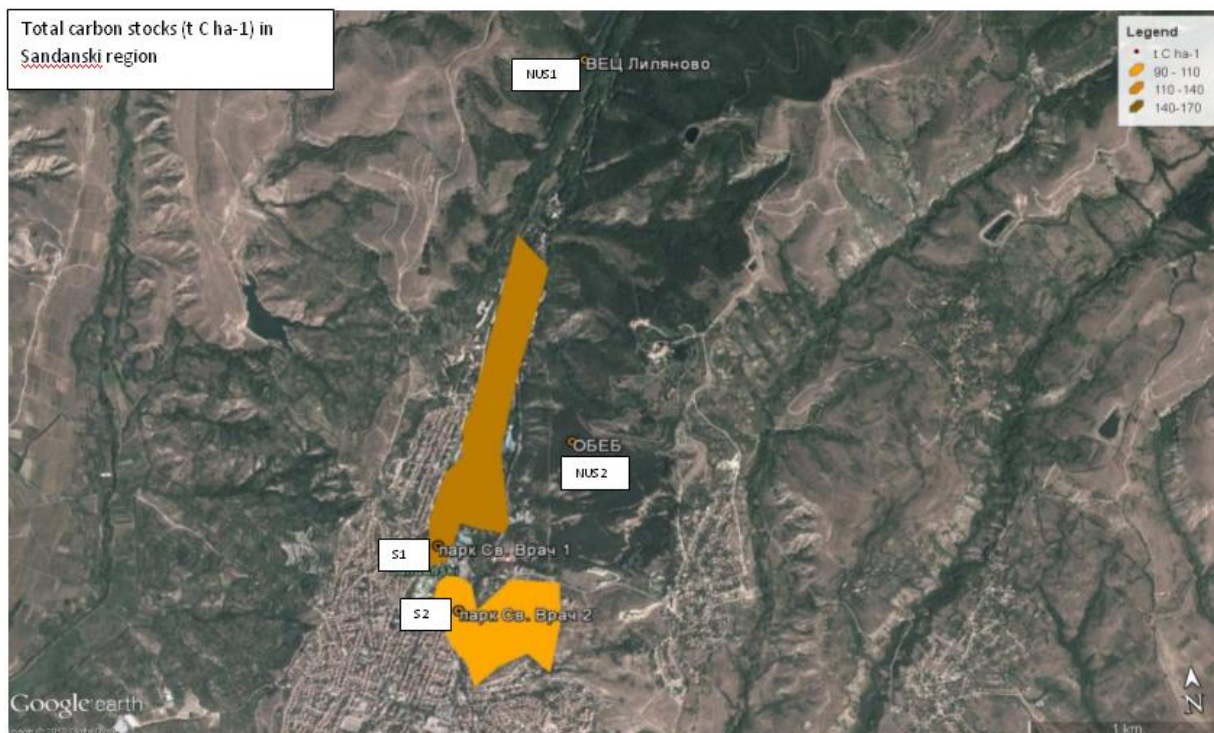 Total carbon stocks (t C ha-1) in
Sandanski region
Legend
t C ha-1
90 - 110
110 - 140
140-170
NUS1
ВЕЦ Лиляново
ОБЕБ
NUS2
S1
парк Св. Врач 1
S2
парк Св. Врач 2
Google earth
N
1 km